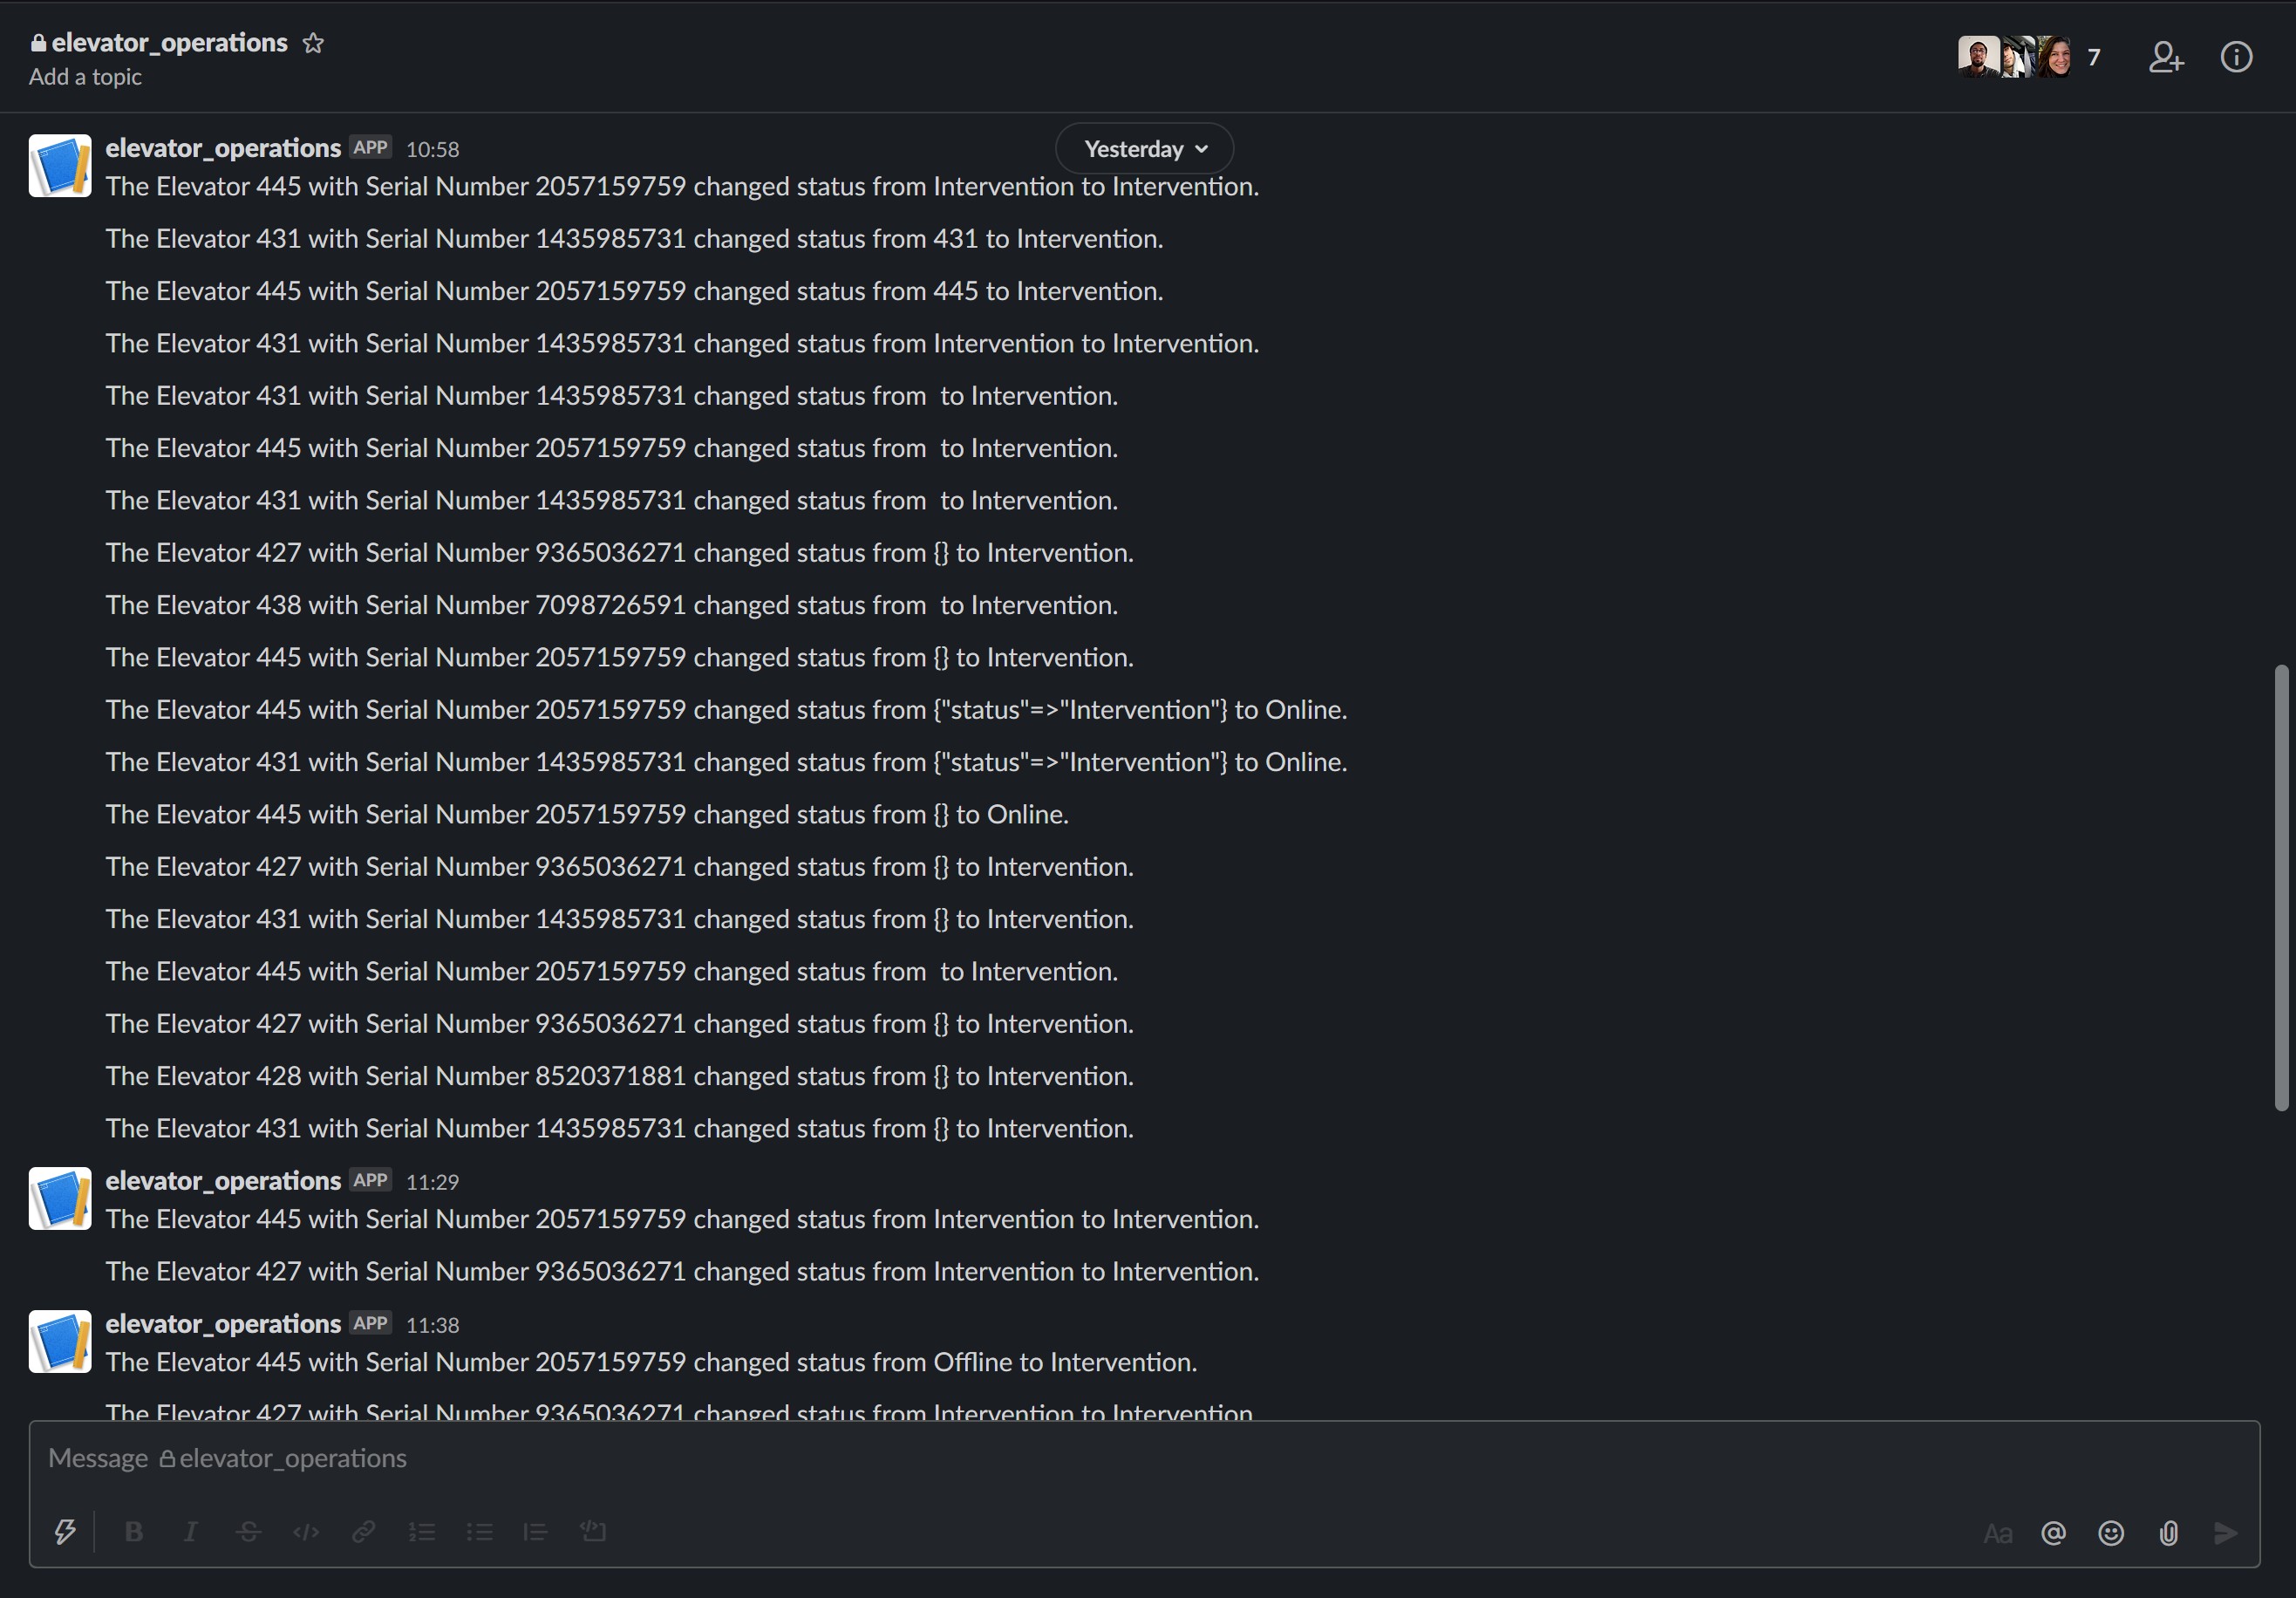 elevator_operations
Add a topic
7
Yesterday
elevator_operations APP 10:58
The Elevator 445 with Serial Number 2057159759 changed status from Intervention to Intervention.
The Elevator 431 with Serial Number 1435985731 changed status from 431 to Intervention.
The Elevator 445 with Serial Number 2057159759 changed status from 445 to Intervention.
The Elevator 431 with Serial Number 1435985731 changed status from Intervention to Intervention.
The Elevator 431 with Serial Number 1435985731 changed status from  to Intervention.
The Elevator 445 with Serial Number 2057159759 changed status from  to Intervention.
The Elevator 431 with Serial Number 1435985731 changed status from  to Intervention.
The Elevator 427 with Serial Number 9365036271 changed status from {} to Intervention.
The Elevator 438 with Serial Number 7098726591 changed status from  to Intervention.
The Elevator 445 with Serial Number 2057159759 changed status from {} to Intervention.
The Elevator 445 with Serial Number 2057159759 changed status from {"status"=>"Intervention"} to Online.
The Elevator 431 with Serial Number 1435985731 changed status from {"status"=>"Intervention"} to Online.
The Elevator 445 with Serial Number 2057159759 changed status from {} to Online.
The Elevator 427 with Serial Number 9365036271 changed status from {} to Intervention.
The Elevator 431 with Serial Number 1435985731 changed status from {} to Intervention.
The Elevator 445 with Serial Number 2057159759 changed status from  to Intervention.
The Elevator 427 with Serial Number 9365036271 changed status from {} to Intervention.
The Elevator 428 with Serial Number 8520371881 changed status from {} to Intervention.
The Elevator 431 with Serial Number 1435985731 changed status from {} to Intervention.
elevator_operations APP 11:29
The Elevator 445 with Serial Number 2057159759 changed status from Intervention to Intervention.
The Elevator 427 with Serial Number 9365036271 changed status from Intervention to Intervention.
elevator_operations APP 11:38
The Elevator 445 with Serial Number 2057159759 changed status from Offline to Intervention.
The Elevator 427 with Serial Number 9365036271 changed status from Intervention to Intervention
Message elevator_operations
B I S </> Aa @